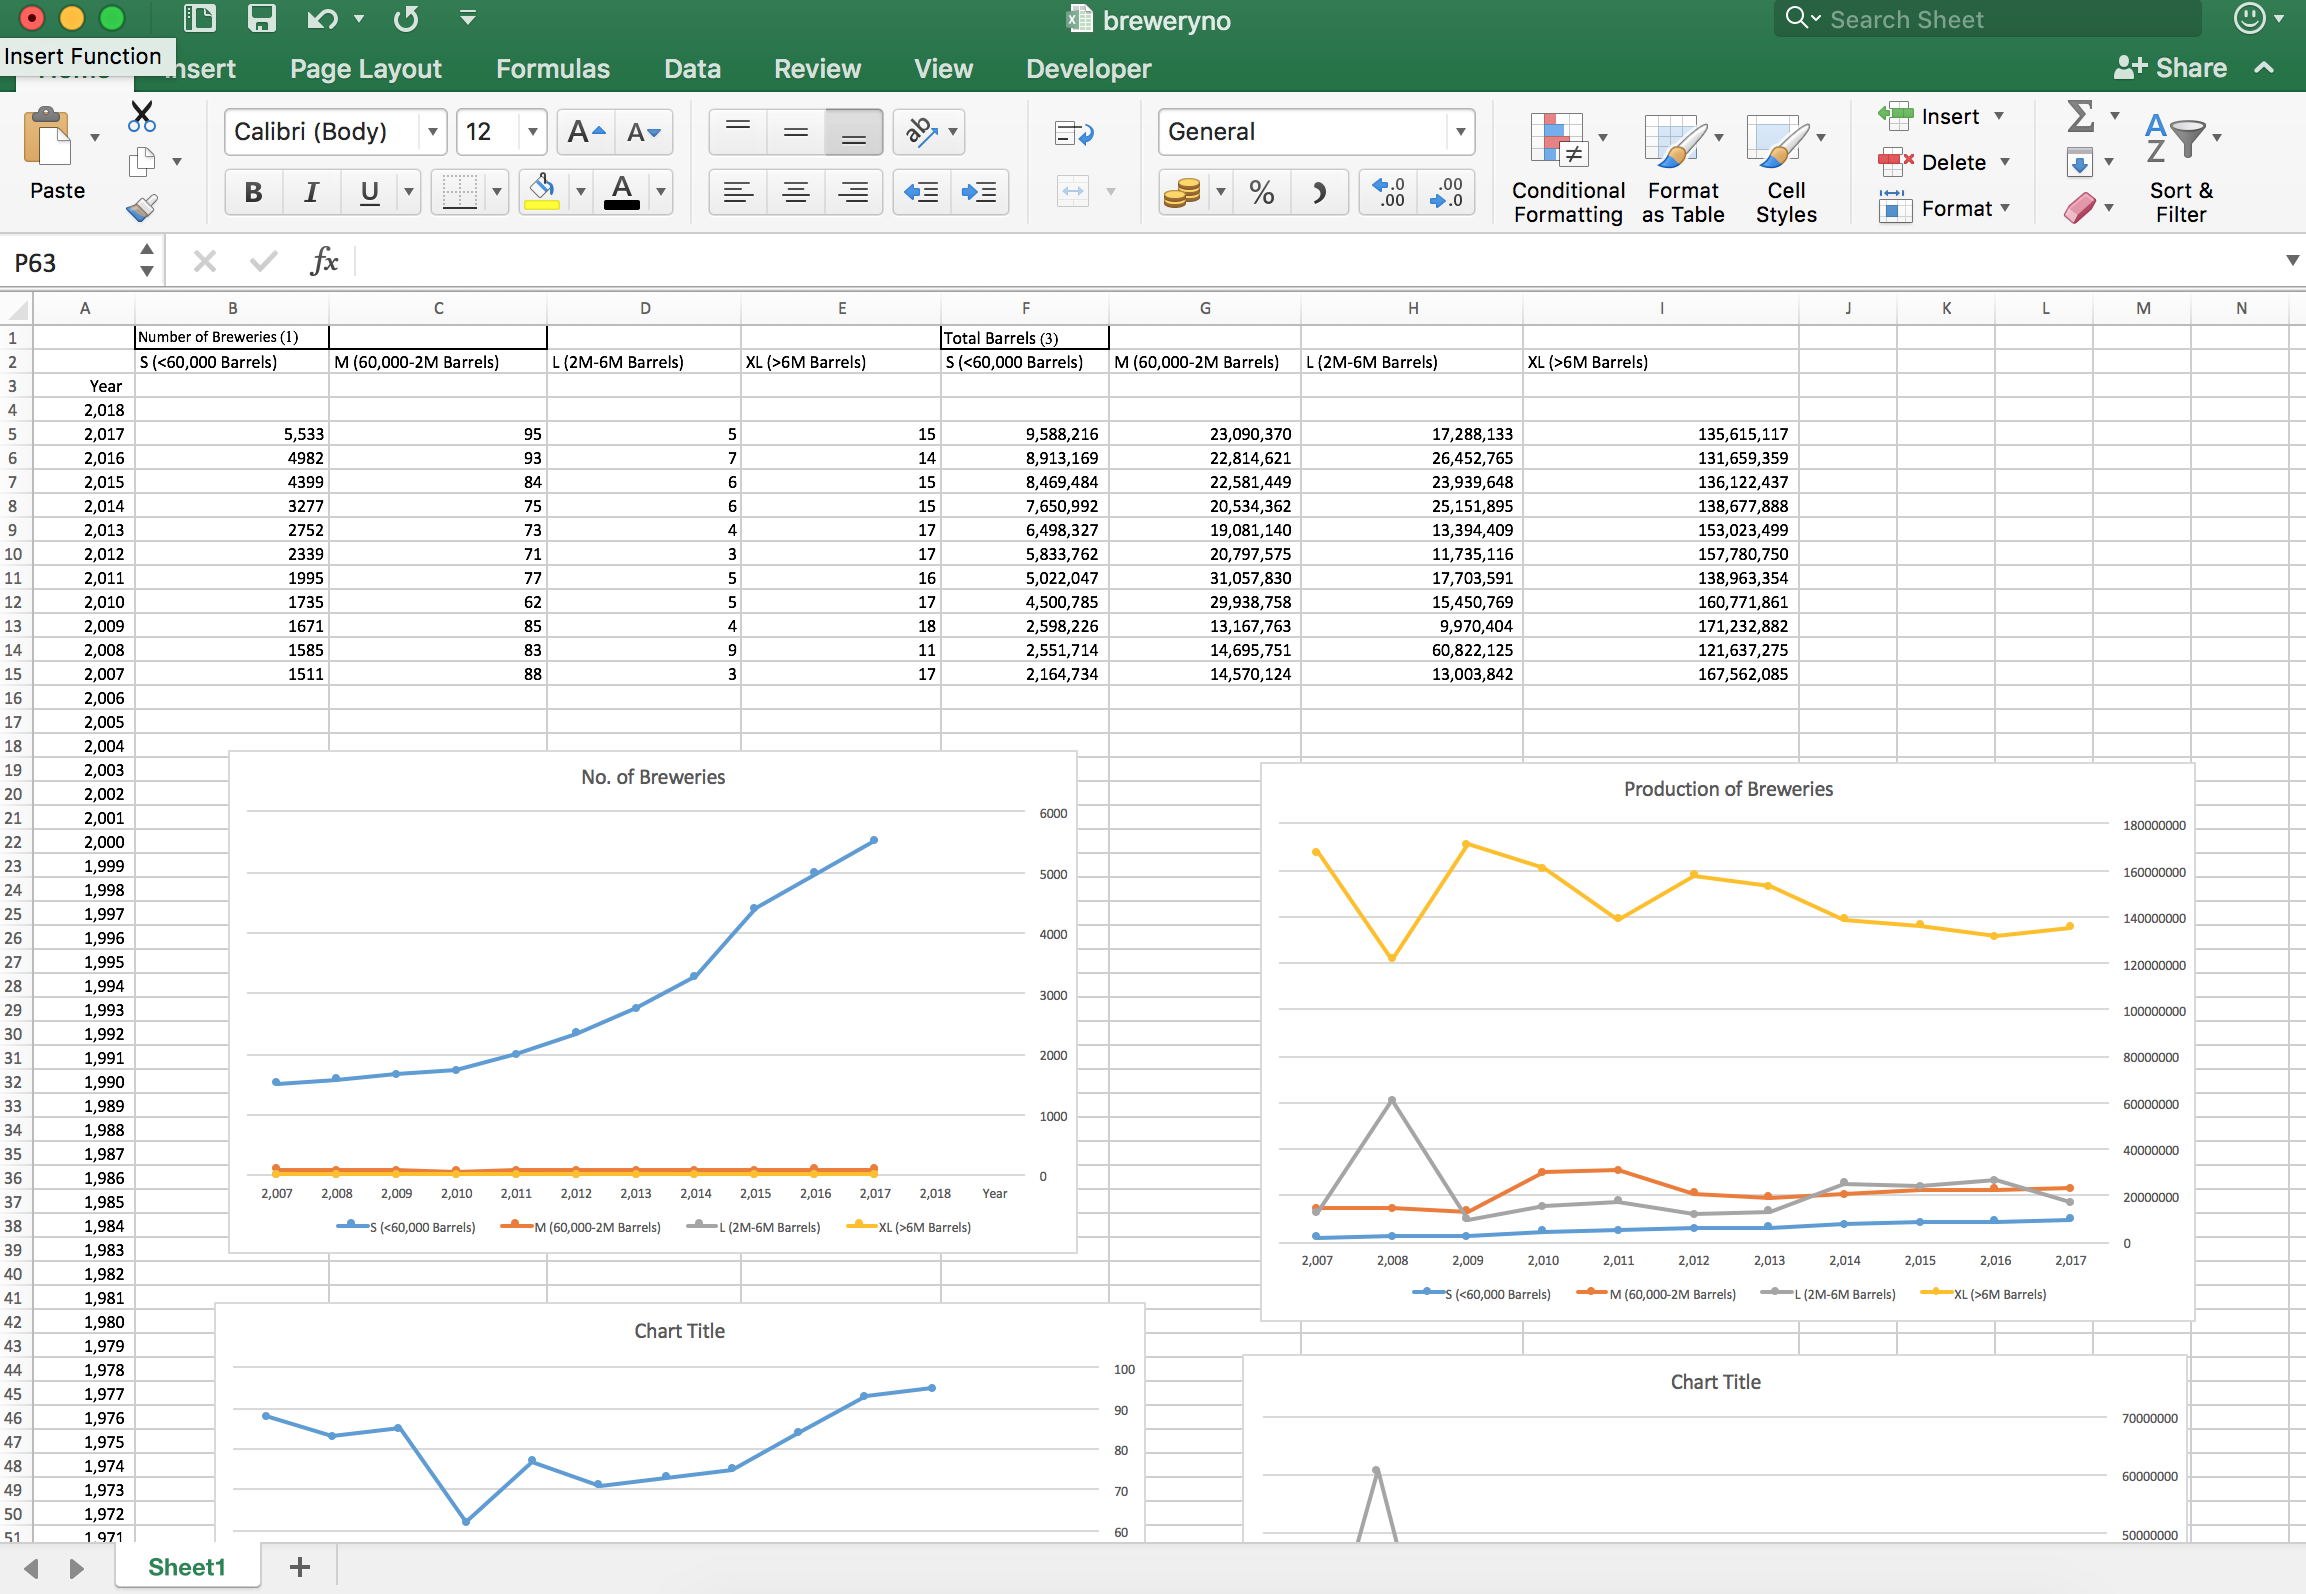 breweryno
Search Sheet
Insert Function
nsert Page Layout Formulas Data Review View Developer
Share
Paste
Calibri (Body) 12
General
Conditional Formatting
Format as Table
Cell Styles
Insert
Delete
Format
Sort & Filter
P63 fx
A B C D E F G H I J K L M N
1 Number of Breweries (1) Total Barrels (3)
2 S (<60,000 Barrels) M (60,000-2M Barrels) L (2M-6M Barrels) XL (>6M Barrels) S (<60,000 Barrels) M (60,000-2M Barrels) L (2M-6M Barrels) XL (>6M Barrels)
3 Year
4 2,018
5 2,017 5,533 95 5 15 9,588,216 23,090,370 17,288,133 135,615,117
6 2,016 4982 93 7 14 8,913,169 22,814,621 26,452,765 131,659,359
7 2,015 4399 84 6 15 8,469,484 22,581,449 23,939,648 136,122,437
8 2,014 3277 75 6 15 7,650,992 20,534,362 25,151,895 138,677,888
9 2,013 2752 73 4 17 6,498,327 19,081,140 13,394,409 153,023,499
10 2,012 2339 71 3 17 5,833,762 20,797,575 11,735,116 157,780,750
11 2,011 1995 77 5 16 5,022,047 31,057,830 17,703,591 138,963,354
12 2,010 1735 62 5 17 4,500,785 29,938,758 15,450,769 160,771,861
13 2,009 1671 85 4 18 2,598,226 13,167,763 9,970,404 171,232,882
14 2,008 1585 83 9 11 2,551,714 14,695,751 60,822,125 121,637,275
15 2,007 1511 88 3 17 2,164,734 14,570,124 13,003,842 167,562,085
16 2,006
17 2,005
18 2,004
19 2,003
20 2,002
21 2,001
22 2,000
23 1,999
24 1,998
25 1,997
26 1,996
27 1,995
28 1,994
29 1,993
30 1,992
31 1,991
32 1,990
33 1,989
34 1,988
35 1,987
36 1,986
37 1,985
38 1,984
39 1,983
40 1,982
41 1,981
42 1,980
43 1,979
44 1,978
45 1,977
46 1,976
47 1,975
48 1,974
49 1,973
50 1,972
51 1,971
No. of Breweries
6000
5000
4000
3000
2000
1000
0
2,007 2,008 2,009 2,010 2,011 2,012 2,013 2,014 2,015 2,016 2,017 2,018 Year
S (<60,000 Barrels) M (60,000-2M Barrels) L (2M-6M Barrels) XL (>6M Barrels)
Production of Breweries
180000000
160000000
140000000
120000000
100000000
80000000
60000000
40000000
20000000
0
2,007 2,008 2,009 2,010 2,011 2,012 2,013 2,014 2,015 2,016 2,017
S (<60,000 Barrels) M (60,000-2M Barrels) L (2M-6M Barrels) XL (>6M Barrels)
Chart Title
100
90
80
70
60
Chart Title
70000000
60000000
50000000
Sheet1 +